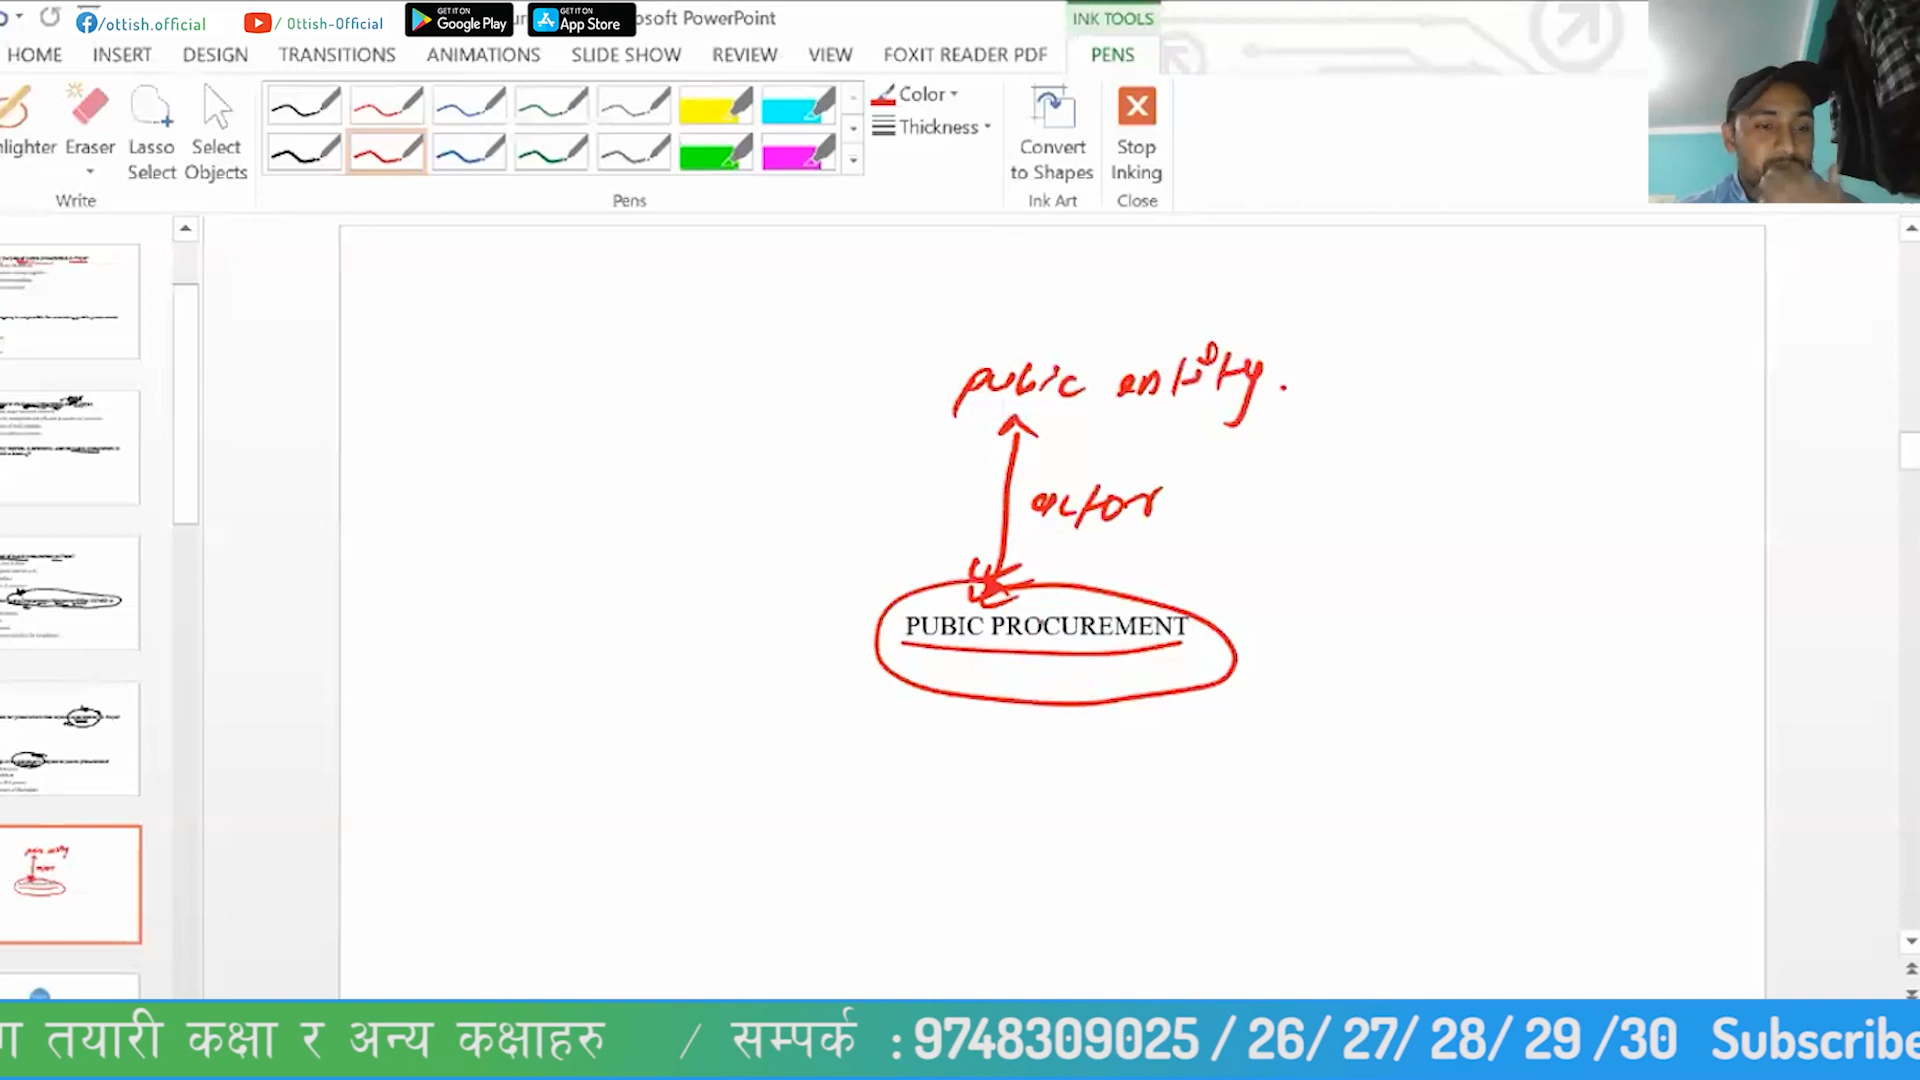 /ottish.official
/ Ottish-Official
GET IT ON
Google Play
GET IT ON
App Store
osoft PowerPoint
INK TOOLS
HOME INSERT DESIGN TRANSITIONS ANIMATIONS SLIDE SHOW REVIEW VIEW FOXIT READER PDF PENS
hlighter Eraser Lasso Select Select Objects
Color
Thickness
Convert to Shapes
Stop Inking
Write Pens Ink Art Close
pubic entity.
actor
PUBIC PROCUREMENT
तयारी कक्षा र अन्य कक्षाहरु / सम्पर्क : 9748309025 / 26/ 27/ 28/ 29 /30 Subscribe